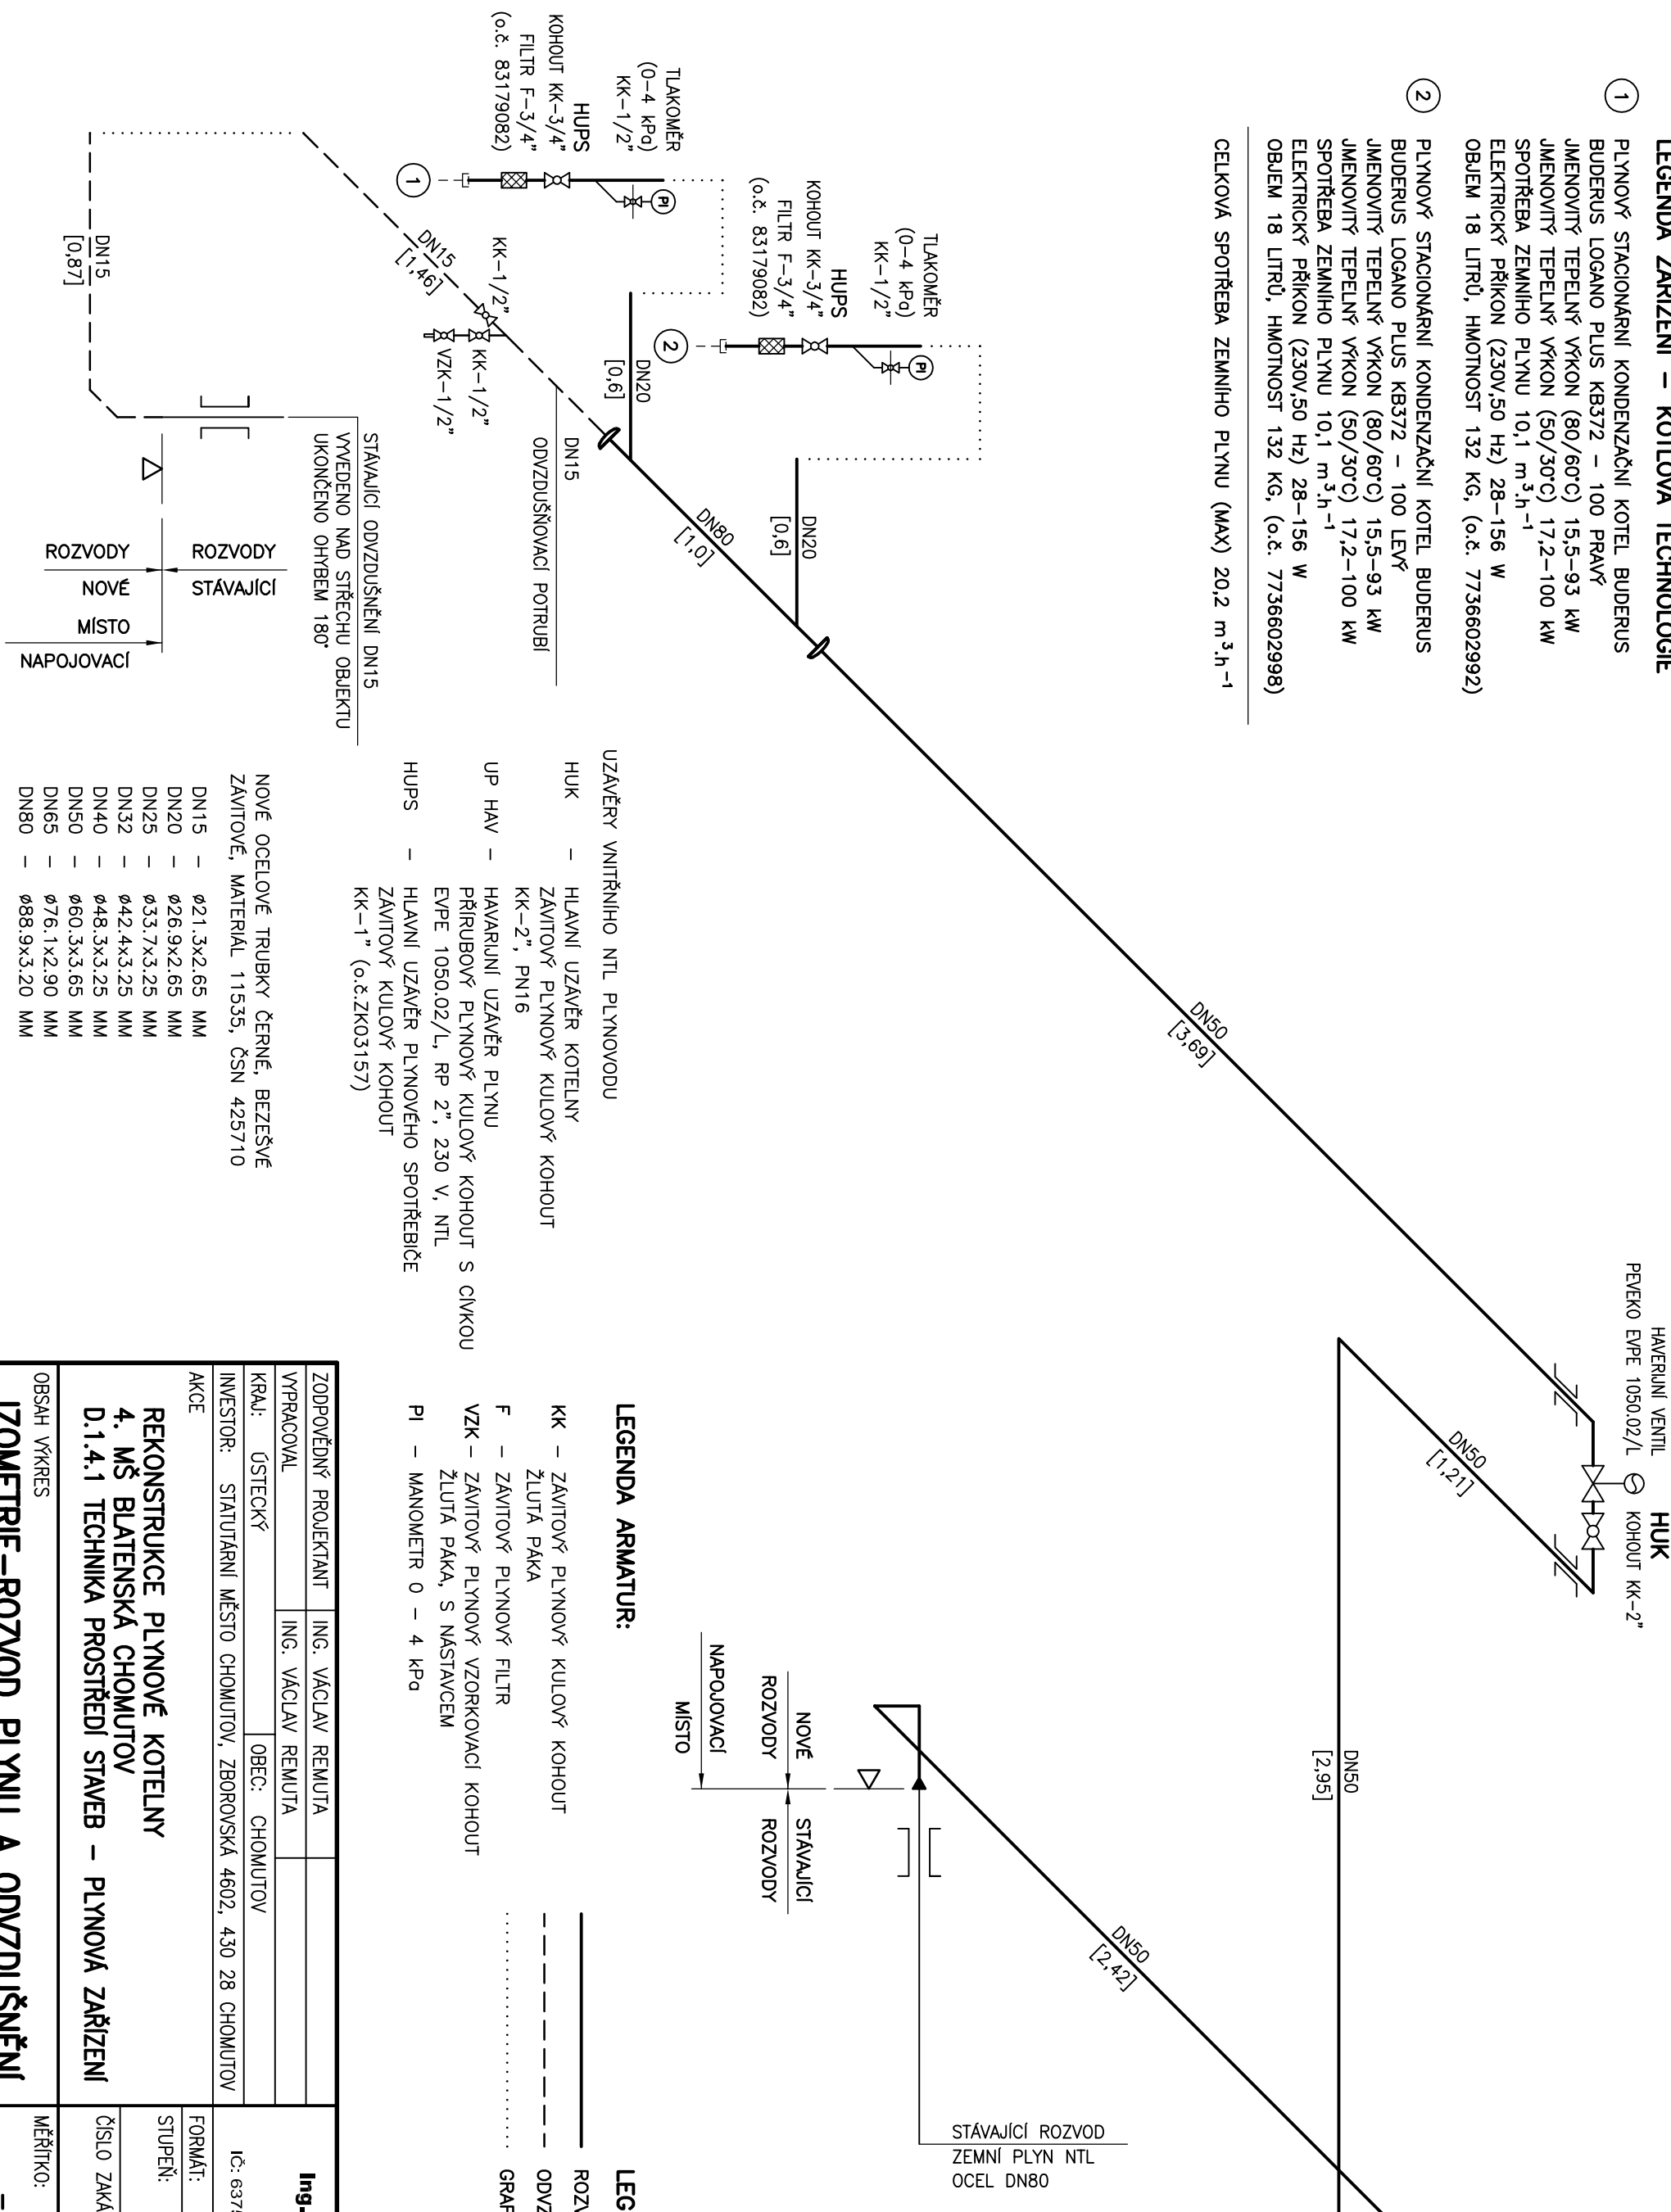 LEGENDA ZAŘÍZENÍ – KOTLOVÁ TECHNOLOGIE
1
PLYNOVÝ STACIONÁRNÍ KONDENZAČNÍ KOTEL BUDERUS
BUDERUS LOGANO PLUS KB372 – 100 PRAVÝ
JMENOVITÝ TEPELNÝ VÝKON (80/60°C) 15,5–93 kW
JMENOVITÝ TEPELNÝ VÝKON (50/30°C) 17,2–100 kW
SPOTŘEBA ZEMNÍHO PLYNU 10,1 m³.h⁻¹
ELEKTRICKÝ PŘÍKON (230V,50 Hz) 28–156 W
OBJEM 18 LITRŮ, HMOTNOST 132 KG, (o.č. 7736602992)
2
PLYNOVÝ STACIONÁRNÍ KONDENZAČNÍ KOTEL BUDERUS
BUDERUS LOGANO PLUS KB372 – 100 LEVÝ
JMENOVITÝ TEPELNÝ VÝKON (80/60°C) 15,5–93 kW
JMENOVITÝ TEPELNÝ VÝKON (50/30°C) 17,2–100 kW
SPOTŘEBA ZEMNÍHO PLYNU 10,1 m³.h⁻¹
ELEKTRICKÝ PŘÍKON (230V,50 Hz) 28–156 W
OBJEM 18 LITRŮ, HMOTNOST 132 KG, (o.č. 7736602998)
CELKOVÁ SPOTŘEBA ZEMNÍHO PLYNU (MAX) 20,2 m³.h⁻¹
HAVERIJNÍ VENTIL
PEVEKO EVPE 1050.02/L
HUK
KOHOUT KK–2"
DN50
[1,21]
DN50
[3,69]
DN50
[2,95]
DN50
[2,42]
TLAKOMĚR
(0–4 kPa)
KK–1/2"
HUPS
KOHOUT KK–3/4"
FILTR F–3/4"
(o.č. 83179082)
PI
2
DN20
[0,6]
DN80
[1,0]
TLAKOMĚR
(0–4 kPa)
KK–1/2"
HUPS
KOHOUT KK–3/4"
FILTR F–3/4"
(o.č. 83179082)
PI
1
DN20
[0,6]
DN15
ODVZDUŠŇOVACÍ POTRUBÍ
KK–1/2"
KK–1/2"
VZK–1/2"
DN15
[1,46]
DN15
[0,87]
STÁVAJÍCÍ ODVZDUŠNĚNÍ DN15
VYVEDENO NAD STŘECHU OBJEKTU
UKONČENO OHYBEM 180°
ROZVODY
STÁVAJÍCÍ
ROZVODY
NOVÉ
MÍSTO
NAPOJOVACÍ
NAPOJOVACÍ
MÍSTO
NOVÉ
ROZVODY
STÁVAJÍCÍ
ROZVODY
STÁVAJÍCÍ ROZVOD
ZEMNÍ PLYN NTL
OCEL DN80
UZÁVĚRY VNITŘNÍHO NTL PLYNOVODU
HUK – HLAVNÍ UZÁVĚR KOTELNY
ZÁVITOVÝ PLYNOVÝ KULOVÝ KOHOUT
KK–2", PN16
UP HAV – HAVARIJNÍ UZÁVĚR PLYNU
PŘÍRUBOVÝ PLYNOVÝ KULOVÝ KOHOUT S CÍVKOU
EVPE 1050.02/L, RP 2", 230 V, NTL
HUPS – HLAVNÍ UZÁVĚR PLYNOVÉHO SPOTŘEBIČE
ZÁVITOVÝ KULOVÝ KOHOUT
KK–1" (o.č.ZK03157)
NOVÉ OCELOVÉ TRUBKY ČERNÉ, BEZEŠVÉ
ZÁVITOVÉ, MATERIÁL 11535, ČSN 425710
DN15 – ø21.3x2.65 MM
DN20 – ø26.9x2.65 MM
DN25 – ø33.7x3.25 MM
DN32 – ø42.4x3.25 MM
DN40 – ø48.3x3.25 MM
DN50 – ø60.3x3.65 MM
DN65 – ø76.1x2.90 MM
DN80 – ø88.9x3.20 MM
LEGENDA ARMATUR:
KK – ZÁVITOVÝ PLYNOVÝ KULOVÝ KOHOUT
ŽLUTÁ PÁKA
F – ZÁVITOVÝ PLYNOVÝ FILTR
VZK – ZÁVITOVÝ PLYNOVÝ VZORKOVACÍ KOHOUT
ŽLUTÁ PÁKA, S NÁSTAVCEM
PI – MANOMETR 0 – 4 kPa
LEG
ROZV
ODVZ
GRAF
ZODPOVĚDNÝ PROJEKTANT ING. VÁCLAV REMUTA
VYPRACOVAL ING. VÁCLAV REMUTA
KRAJ: ÚSTECKÝ OBEC: CHOMUTOV
INVESTOR: STATUTÁRNÍ MĚSTO CHOMUTOV, ZBOROVSKÁ 4602, 430 28 CHOMUTOV
AKCE
REKONSTRUKCE PLYNOVÉ KOTELNY
4. MŠ BLATENSKÁ CHOMUTOV
D.1.4.1 TECHNIKA PROSTŘEDÍ STAVEB – PLYNOVÁ ZAŘÍZENÍ
OBSAH VÝKRES
IZOMETRIE–ROZVOD PLYNU A ODVZDUŠNĚNÍ
Ing.
IČ: 6375
FORMÁT:
STUPEŇ:
ČÍSLO ZAKÁ
MĚŘÍTKO: